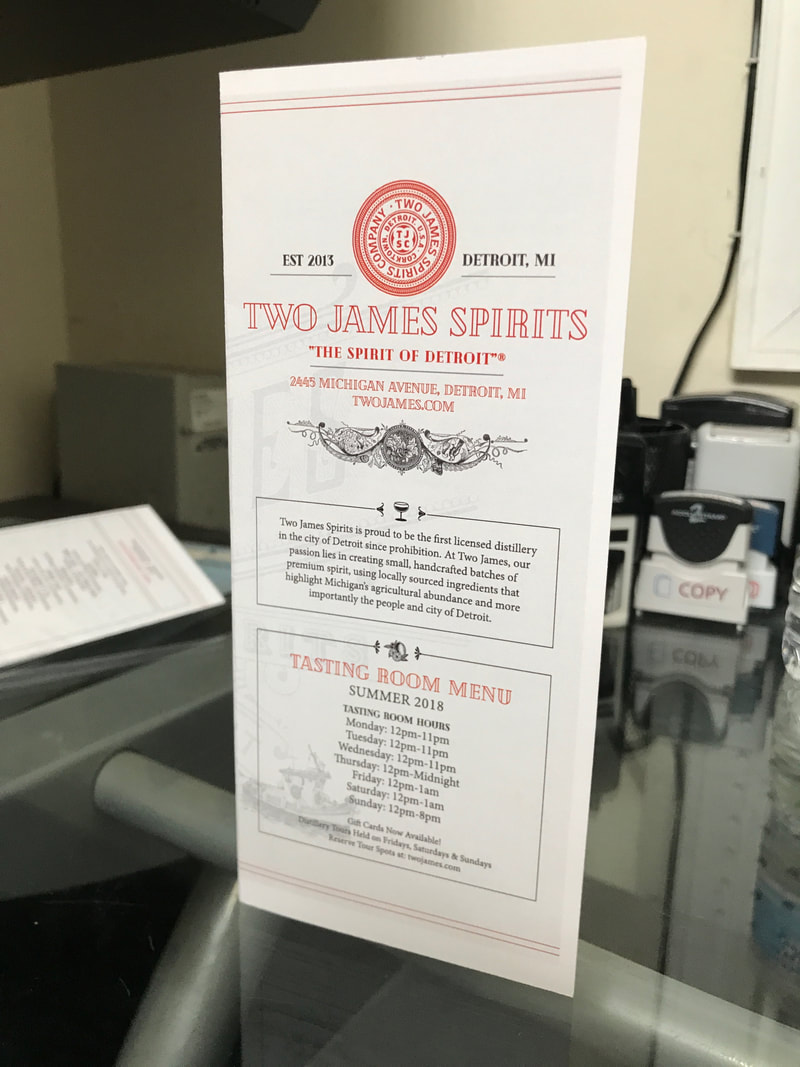 EST 2013
TWO JAMES SPIRITS COMPANY ·
CORKTOWN, DETROIT, U.S.A.
TJ
SC
DETROIT, MI
TWO JAMES SPIRITS
"THE SPIRIT OF DETROIT"®
2445 MICHIGAN AVENUE, DETROIT, MI
TWOJAMES.COM
Two James Spirits is proud to be the first licensed distillery
in the city of Detroit since prohibition. At Two James, our
passion lies in creating small, handcrafted batches of
premium spirit, using locally sourced ingredients that
highlight Michigan's agricultural abundance and more
importantly the people and city of Detroit.
TASTING ROOM MENU
SUMMER 2018
TASTING ROOM HOURS
Monday: 12pm-11pm
Tuesday: 12pm-11pm
Wednesday: 12pm-11pm
Thursday: 12pm-Midnight
Friday: 12pm-1am
Saturday: 12pm-1am
Sunday: 12pm-8pm
Gift Cards Now Available!
Distillery Tours Held on Fridays, Saturdays & Sundays
Reserve Tour Spots at: twojames.com
COPY